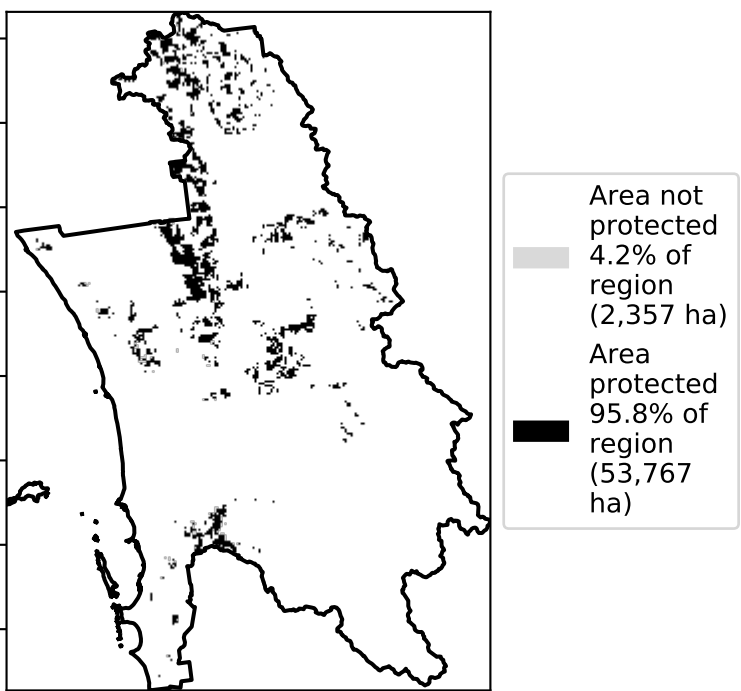 Area not
protected
4.2% of
region
(2,357 ha)
Area
protected
95.8% of
region
(53,767
ha)